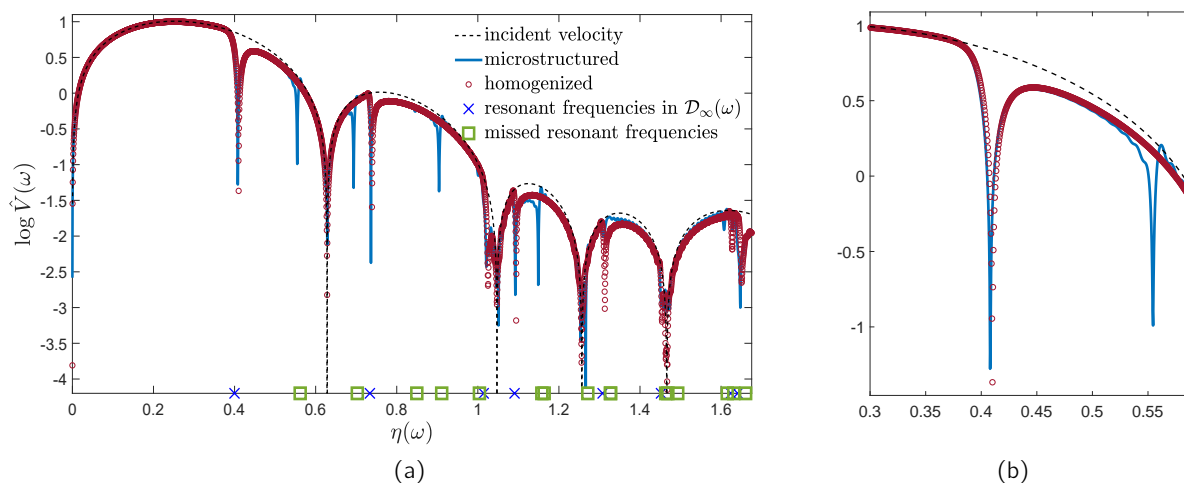 incident velocity
microstructured
homogenized
resonant frequencies in 𝒟∞(ω)
missed resonant frequencies
log V̂(ω)
1
0.5
0
-0.5
-1
-1.5
-2
-2.5
-3
-3.5
-4
0 0.2 0.4 0.6 0.8 1 1.2 1.4 1.6
η(ω)
(a)
1
0.5
0
-0.5
-1
0.3 0.35 0.4 0.45 0.5 0.55
(b)